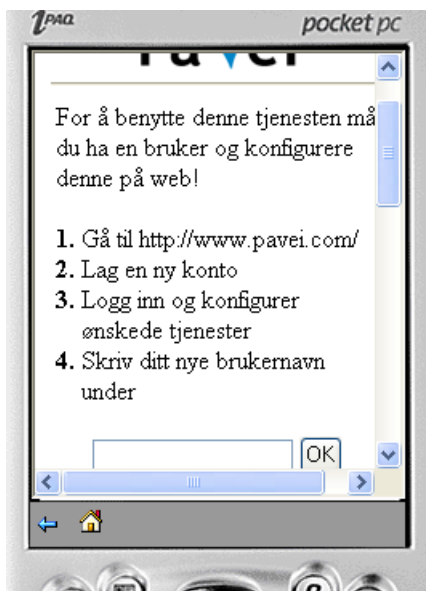 iPAQ pocket pc
PaVei
For å benytte denne tjenesten må
du ha en bruker og konfigurere
denne på web!
1. Gå til http://www.pavei.com/
2. Lag en ny konto
3. Logg inn og konfigurer
ønskede tjenester
4. Skriv ditt nye brukernavn
under
OK